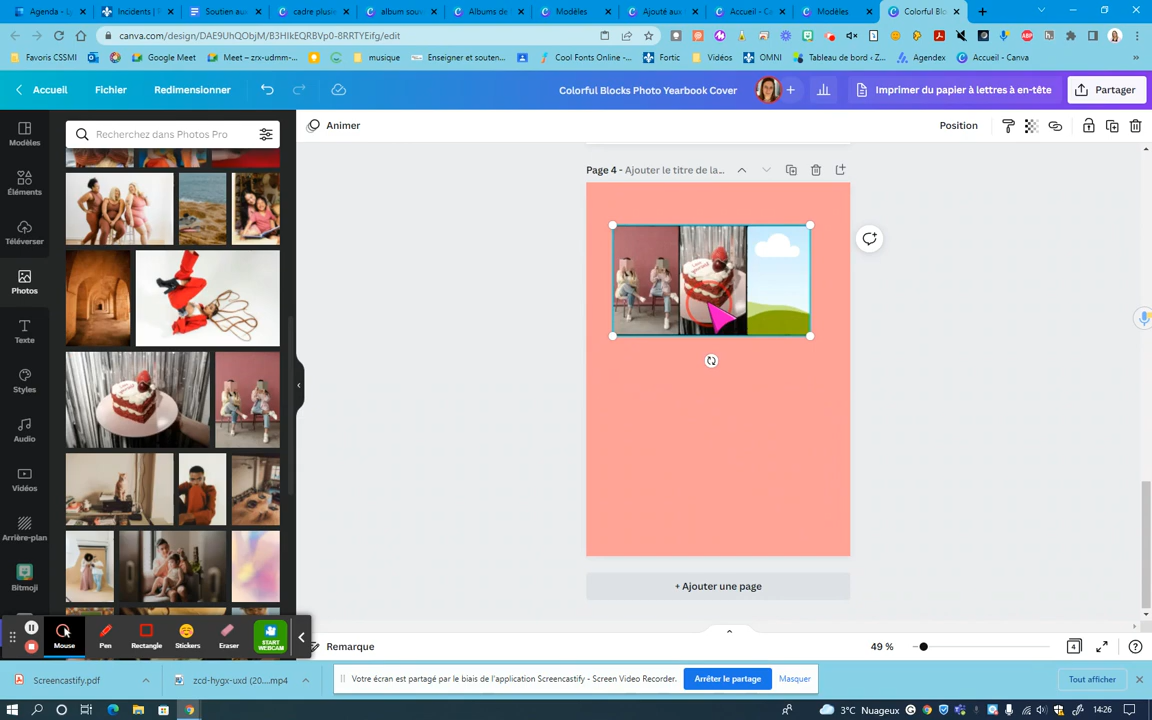 Agenda - L
Incidents | P
Soutien aux
cadre plusie
album souv
Albums de
Modèles
Ajouté aux
Accueil - Ca
Modèles
Colorful Blo
canva.com/design/DAE9UhQObjM/B3HIkEQRBVp0-8RRTYEifg/edit
Favoris CSSMI
Google Meet
Meet – zrx-udmm-...
musique
Enseigner et souten...
Cool Fonts Online -...
Fortic
Vidéos
OMNI
Tableau de bord ‹ Z...
Agendex
Accueil - Canva
Accueil
Fichier
Redimensionner
Colorful Blocks Photo Yearbook Cover
Imprimer du papier à lettres à en-tête
Partager
Modèles
Recherchez dans Photos Pro
Animer
Position
Éléments
Page 4 - Ajouter le titre de la...
Téléverser
Photos
Texte
Styles
Audio
Vidéos
Arrière-plan
Bitmoji
+ Ajouter une page
Mouse
Pen
Rectangle
Stickers
Eraser
START WEBCAM
Remarque
49 %
4
Screencastify.pdf
zcd-hygx-uxd (20....mp4
Votre écran est partagé par le biais de l'application Screencastify - Screen Video Recorder.
Arrêter le partage
Masquer
Tout afficher
3°C Nuageux
14:26